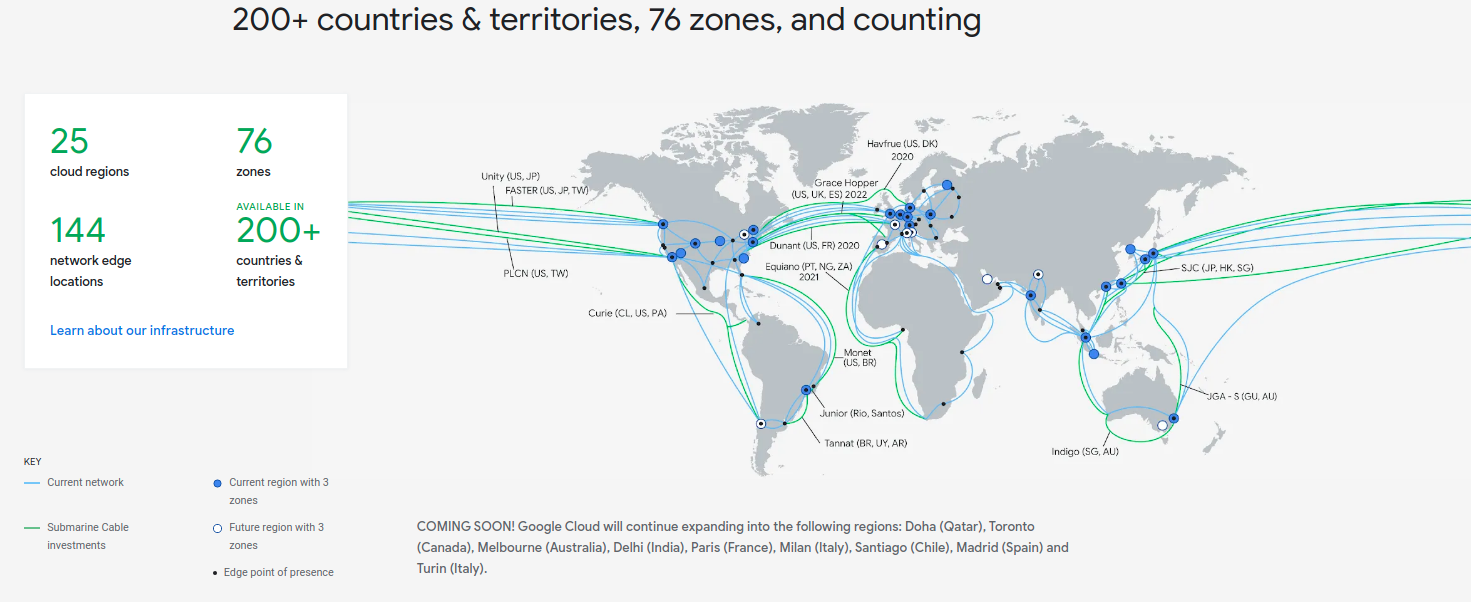 200+ countries & territories, 76 zones, and counting
25
cloud regions
76
zones
144
network edge
locations
AVAILABLE IN
200+
countries &
territories
Learn about our infrastructure
Unity (US, JP)
FASTER (US, JP, TW)
PLCN (US, TW)
Curie (CL, US, PA)
Havfrue (US, DK)
2020
Grace Hopper
(US, UK, ES) 2022
Dunant (US, FR) 2020
Equiano (PT, NG, ZA)
2021
Monet
(US, BR)
Junior (Rio, Santos)
Tannat (BR, UY, AR)
SJC (JP, HK, SG)
JGA - S (GU, AU)
Indigo (SG, AU)
KEY
Current network
Submarine Cable
investments
Current region with 3
zones
Future region with 3
zones
Edge point of presence
COMING SOON! Google Cloud will continue expanding into the following regions: Doha (Qatar), Toronto
(Canada), Melbourne (Australia), Delhi (India), Paris (France), Milan (Italy), Santiago (Chile), Madrid (Spain) and
Turin (Italy).